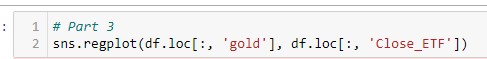 :
1 # Part 3
2 sns.regplot(df.loc[:, 'gold'], df.loc[:, 'Close_ETF'])